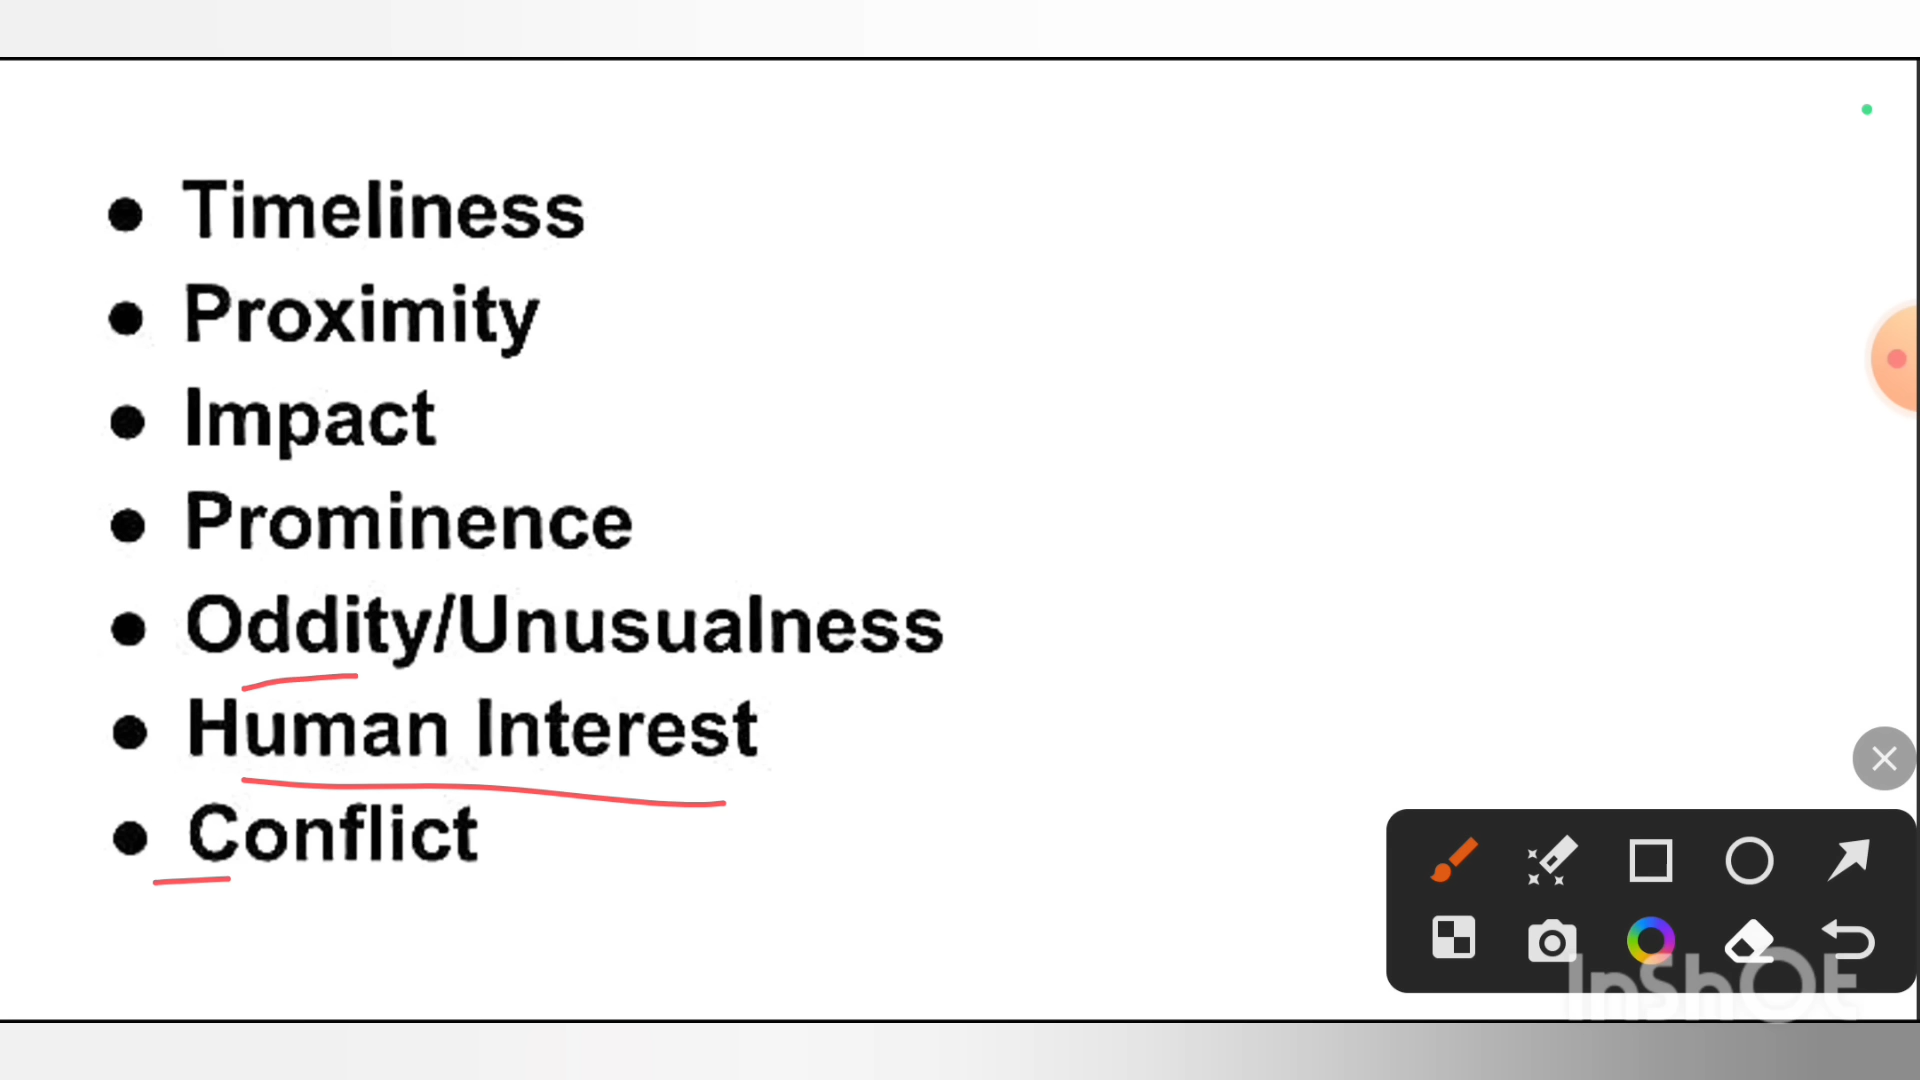 • Timeliness
• Proximity
• Impact
• Prominence
• Oddity/Unusualness
• Human Interest
• Conflict
InShOt